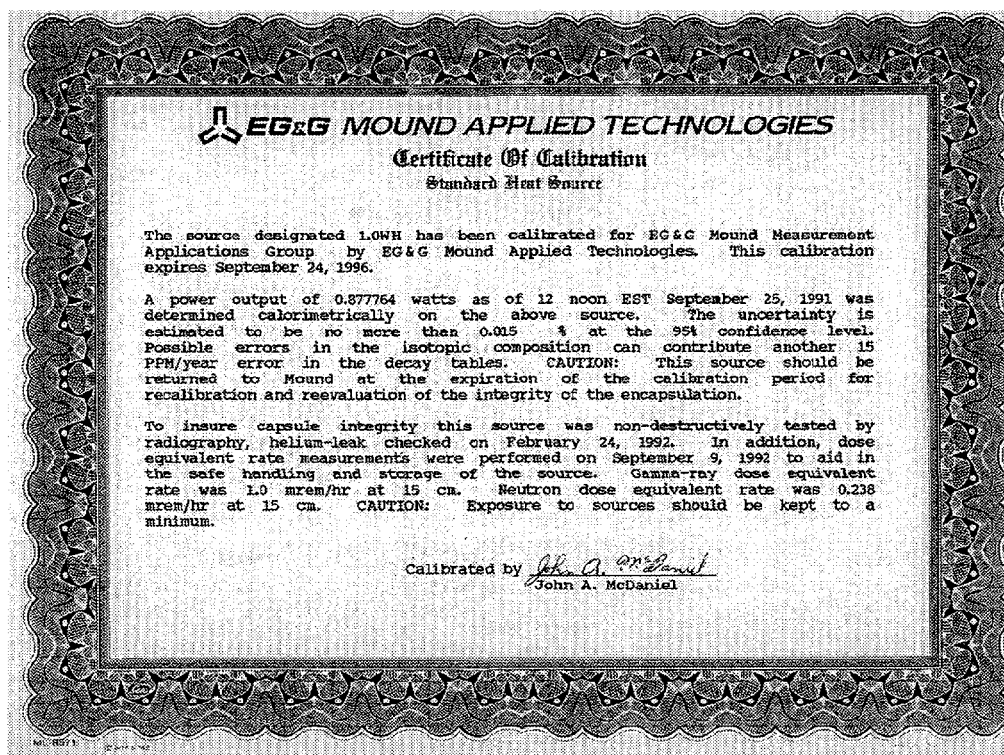 EG&G MOUND APPLIED TECHNOLOGIES
Certificate Of Calibration
Standard Heat Source
The source designated 1.0WH has been calibrated for EG&G Mound Measurement
Applications Group by EG&G Mound Applied Technologies. This calibration
expires September 24, 1996.
A power output of 0.877764 watts as of 12 noon EST September 25, 1991 was
determined calorimetrically on the above source. The uncertainty is
estimated to be no more than 0.015 % at the 95% confidence level.
Possible errors in the isotopic composition can contribute another 15
PPM/year error in the decay tables. CAUTION: This source should be
returned to Mound at the expiration of the calibration period for
recalibration and reevaluation of the integrity of the encapsulation.
To insure capsule integrity this source was non-destructively tested by
radiography, helium-leak checked on February 24, 1992. In addition, dose
equivalent rate measurements were performed on September 9, 1992 to aid in
the safe handling and storage of the source. Gamma-ray dose equivalent
rate was 1.0 mrem/hr at 15 cm. Neutron dose equivalent rate was 0.238
mrem/hr at 15 cm. CAUTION: Exposure to sources should be kept to a
minimum.
Calibrated by John A. McDaniel
John A. McDaniel